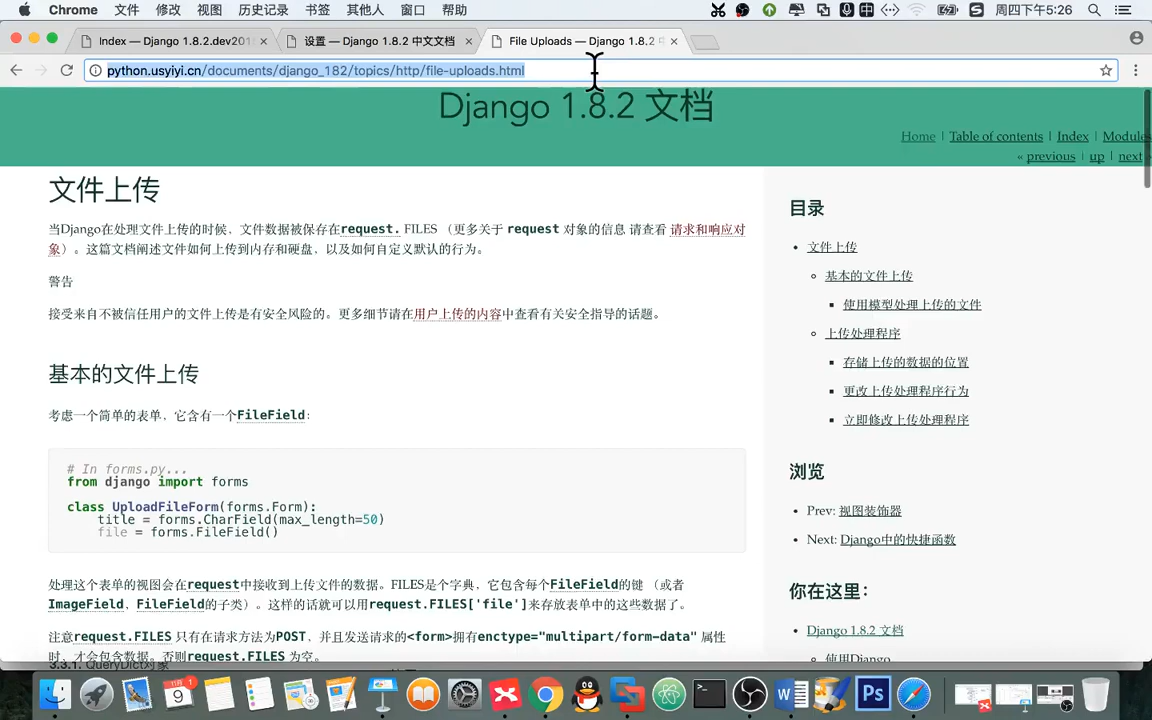 Chrome 文件 修改 视图 历史记录 书签 其他人 窗口 帮助 周四下午5:26
Index — Django 1.8.2.dev201 设置 — Django 1.8.2 中文文档 File Uploads — Django 1.8.2
python.usyiyi.cn/documents/django_182/topics/http/file-uploads.html
Django 1.8.2 文档
Home | Table of contents | Index | Modules
« previous | up | next
文件上传
当Django在处理文件上传的时候，文件数据被保存在request. FILES （更多关于 request 对象的信息 请查看 请求和响应对
象）。这篇文档阐述文件如何上传到内存和硬盘，以及如何自定义默认的行为。
警告
接受来自不被信任用户的文件上传是有安全风险的。更多细节请在用户上传的内容中查看有关安全指导的话题。
基本的文件上传
考虑一个简单的表单，它含有一个FileField：
# In forms.py...
from django import forms
class UploadFileForm(forms.Form):
title = forms.CharField(max_length=50)
file = forms.FileField()
处理这个表单的视图会在request中接收到上传文件的数据。FILES是个字典，它包含每个FileField的键 （或者
ImageField，FileField的子类）。这样的话就可以用request.FILES['file']来存放表单中的这些数据了。
注意request.FILES 只有在请求方法为POST，并且发送请求的<form>拥有enctype="multipart/form-data" 属性
时，才会包含数据。否则request.FILES 为空。
3.3.1. QueryDict对象
目录
文件上传
基本的文件上传
使用模型处理上传的文件
上传处理程序
存储上传的数据的位置
更改上传处理程序行为
立即修改上传处理程序
浏览
Prev: 视图装饰器
Next: Django中的快捷函数
你在这里：
Django 1.8.2 文档
使用Django
9
1
Ps